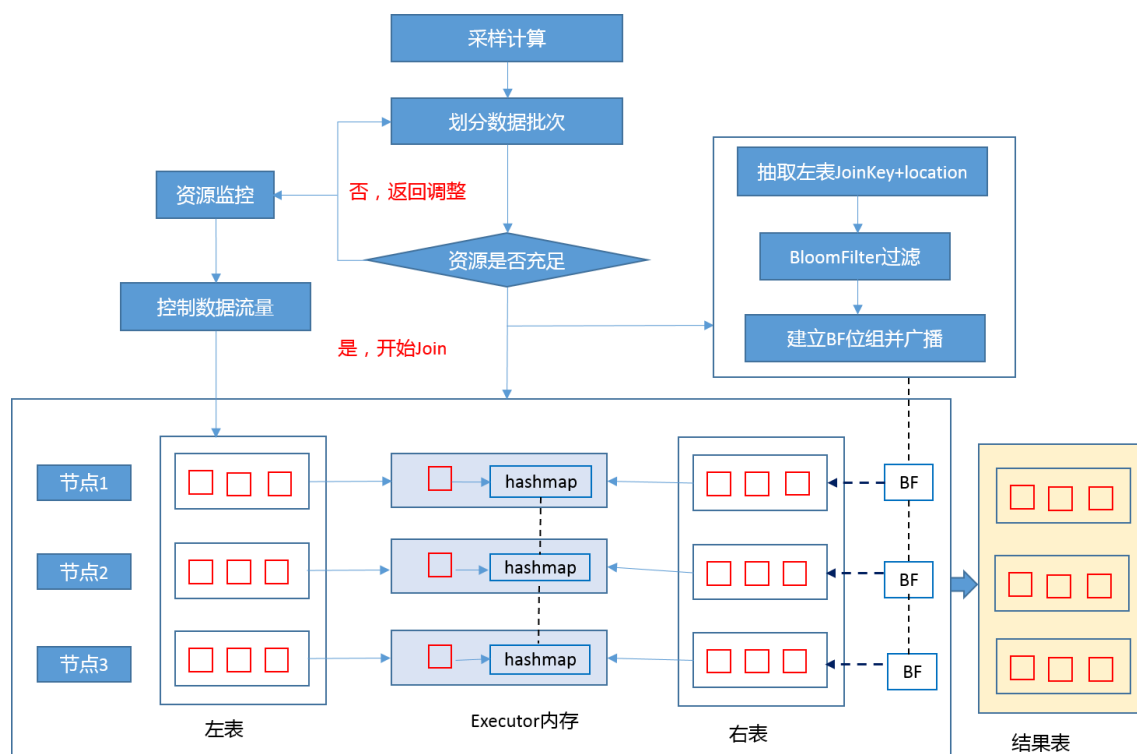 采样计算
划分数据批次
抽取左表JoinKey+location
资源监控
否，返回调整
资源是否充足
BloomFilter过滤
控制数据流量
建立BF位组并广播
是，开始Join
节点1
hashmap
BF
节点2
hashmap
BF
节点3
hashmap
BF
左表
Executor内存
右表
结果表